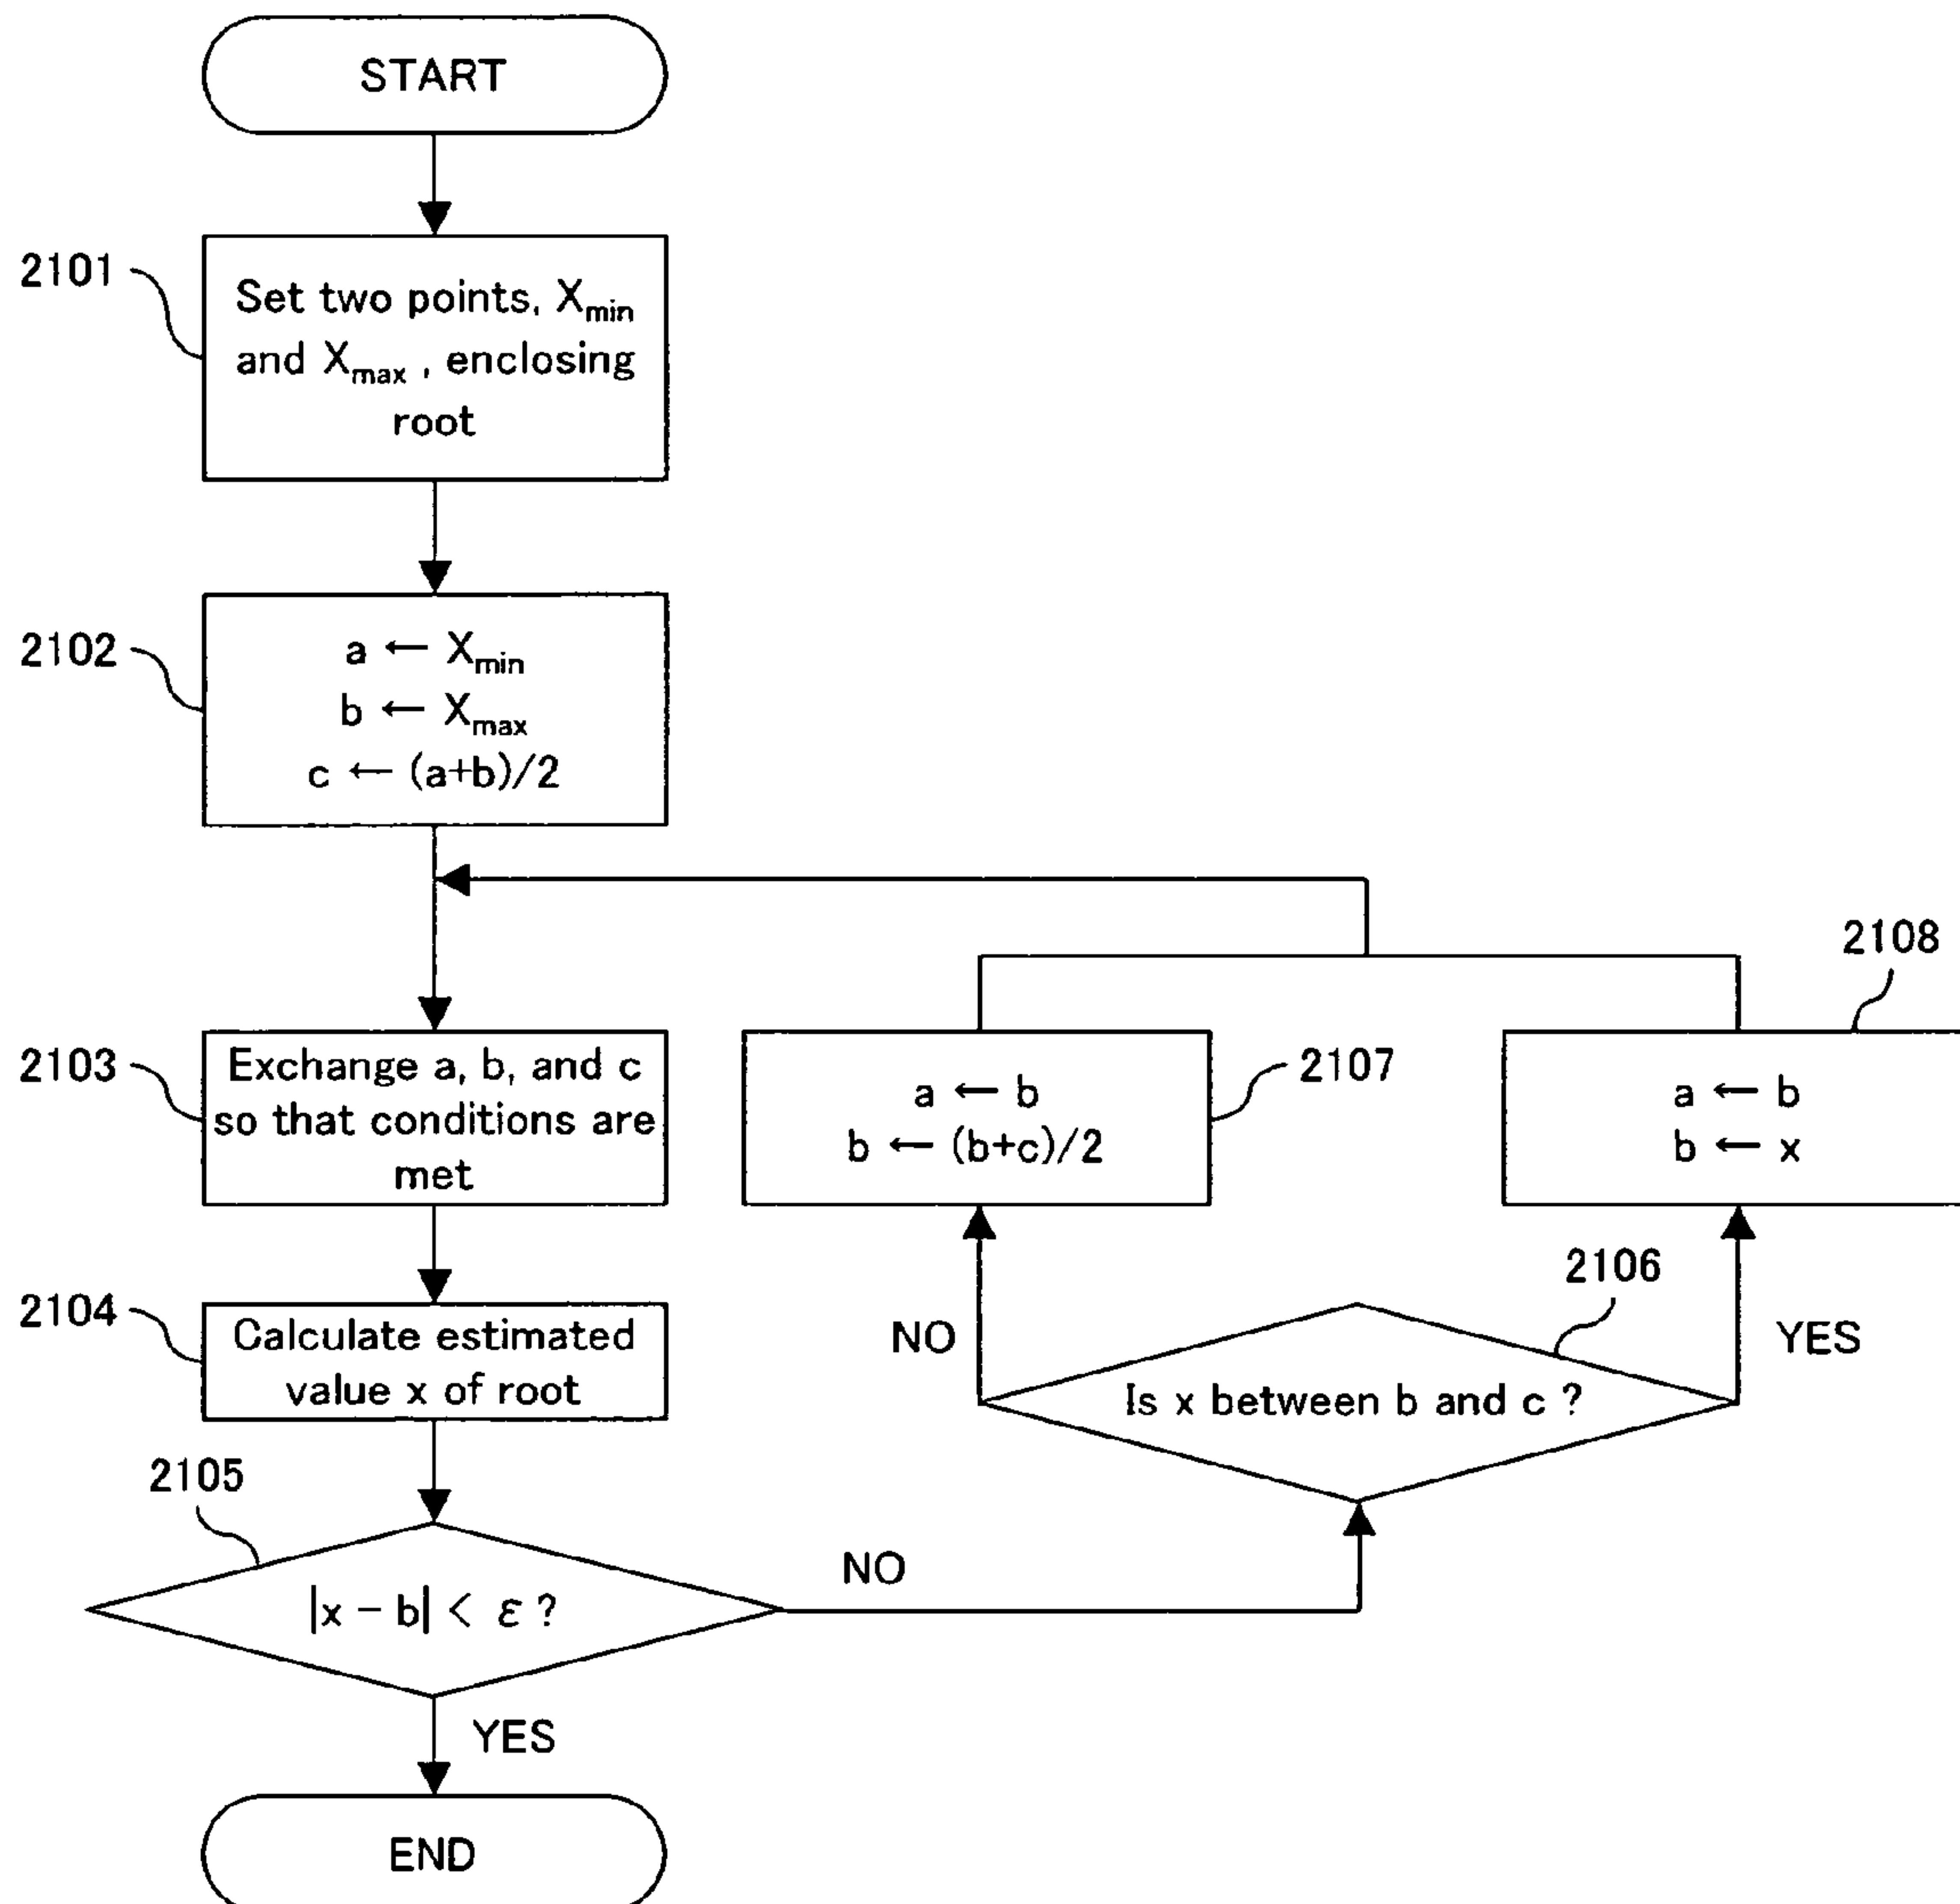 START
2101
Set two points, Xmin
and Xmax , enclosing
root
2102
a ← Xmin
b ← Xmax
c ← (a+b)/2
2108
2103
Exchange a, b, and c
so that conditions are
met
a ← b
b ← (b+c)/2
2107
a ← b
b ← x
2104
Calculate estimated
value x of root
2106
NO
Is x between b and c ?
YES
2105
|x − b| < ε ?
NO
YES
END